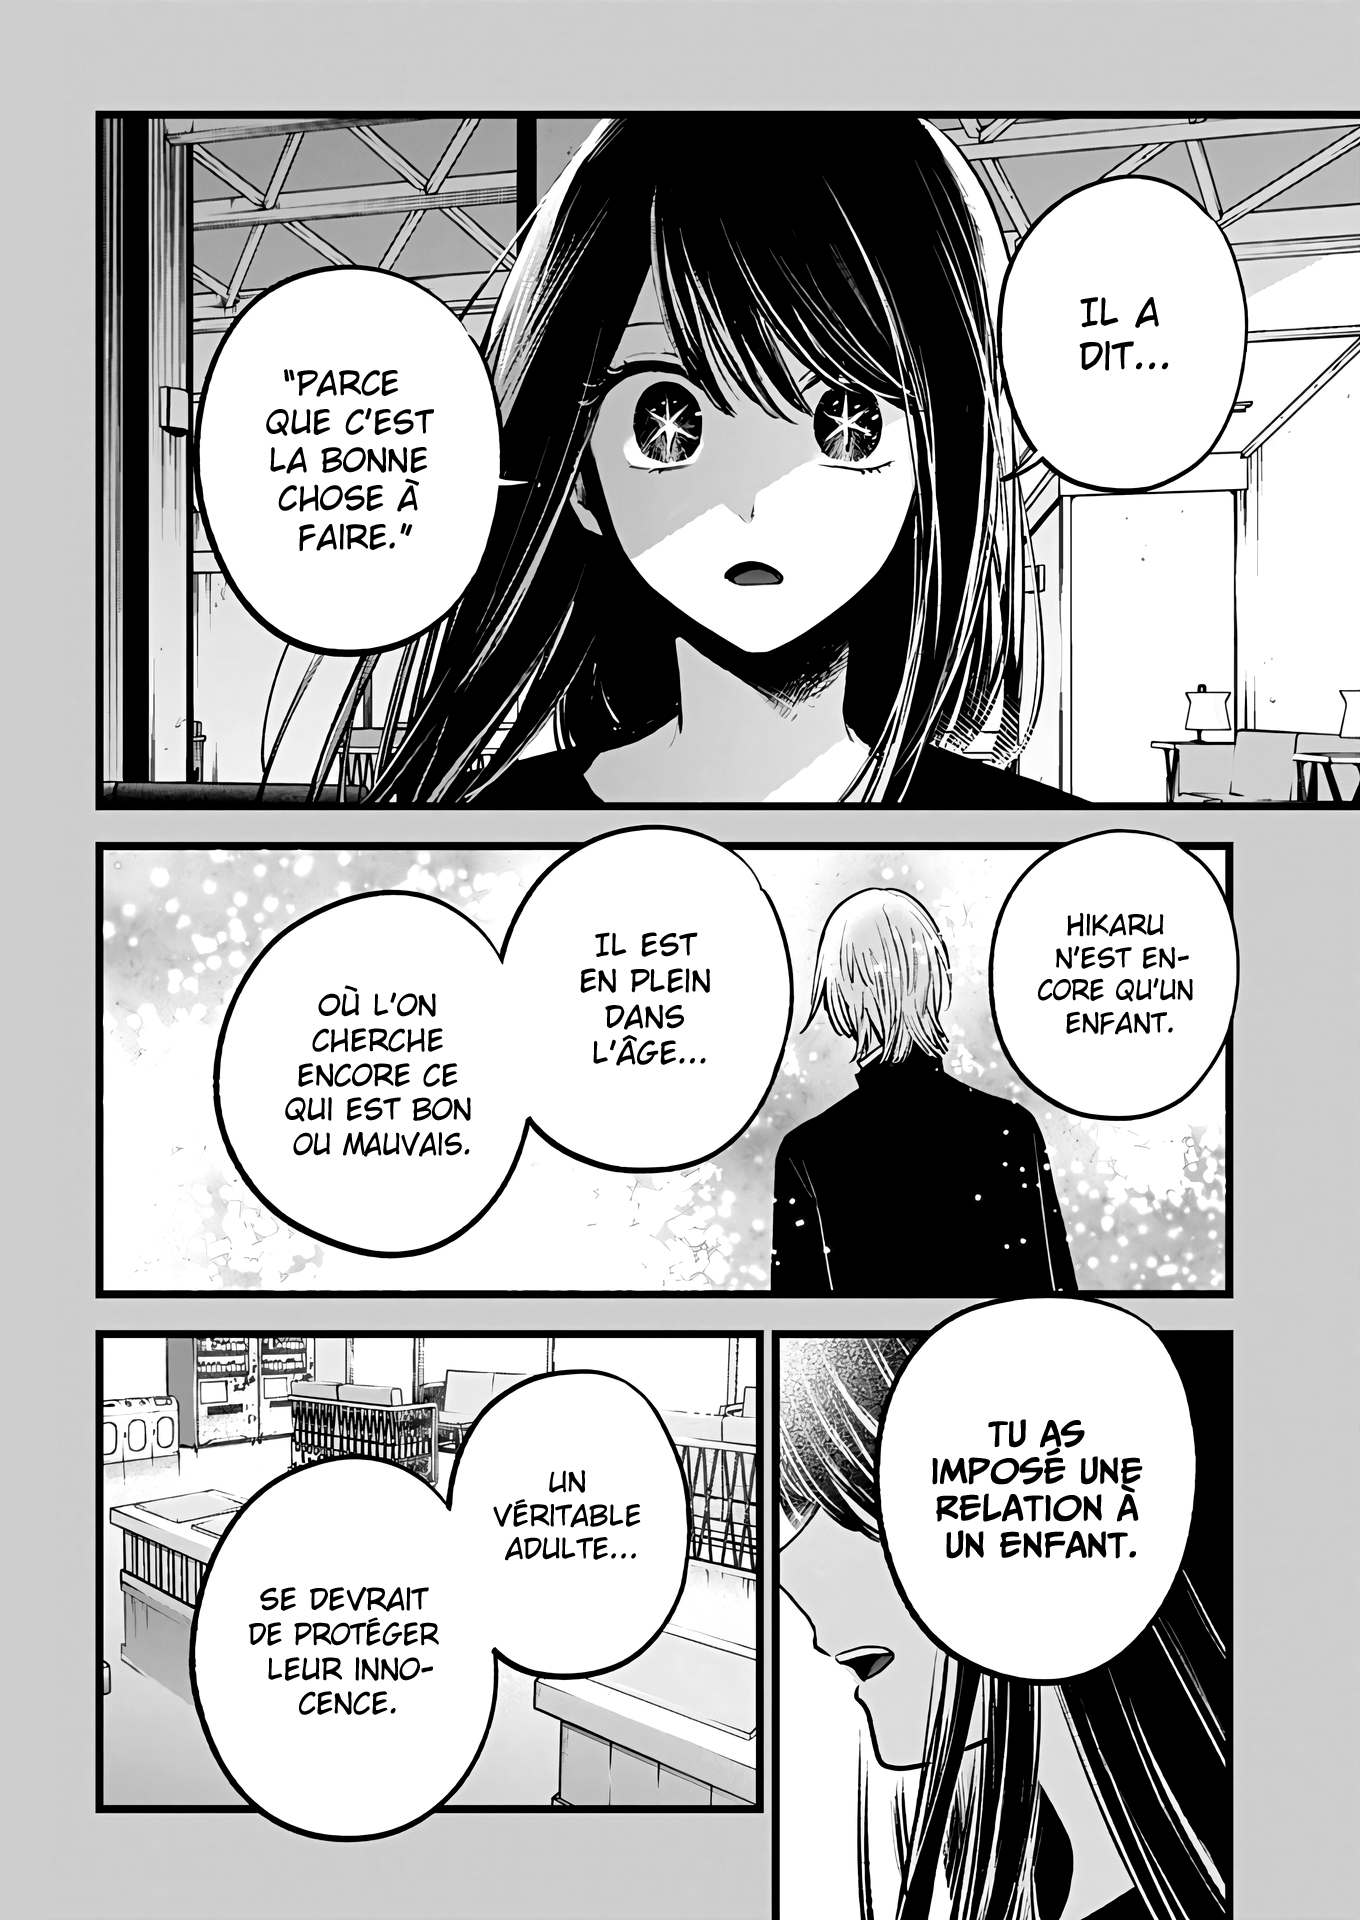 IL A
DIT...
"PARCE
QUE C'EST
LA BONNE
CHOSE À
FAIRE."
HIKARU
N'EST EN-
CORE QU'UN
ENFANT.
IL EST
EN PLEIN
DANS
L'ÂGE...
OÙ L'ON
CHERCHE
ENCORE CE
QUI EST BON
OU MAUVAIS.
TU AS
IMPOSÉ UNE
RELATION À
UN ENFANT.
UN
VÉRITABLE
ADULTE...
SE DEVRAIT
DE PROTÉGER
LEUR INNO-
CENCE.